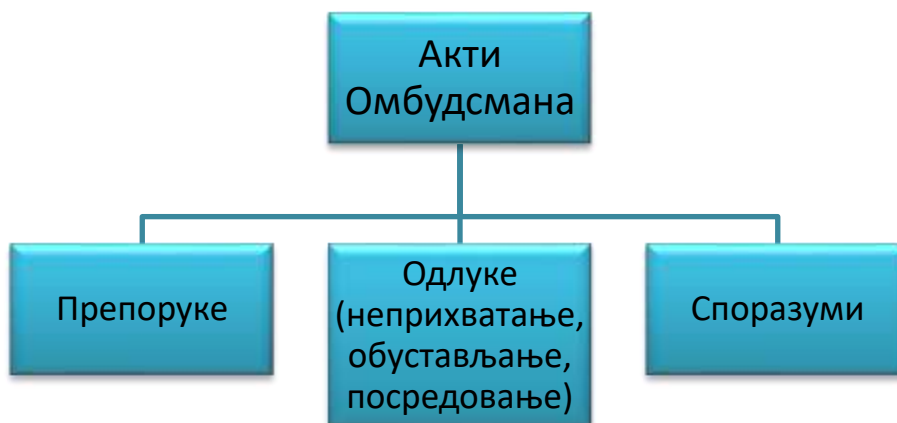 Акти
Омбудсмана
Препоруке
Одлуке
(неприхватање,
обустављање,
посредовање)
Споразуми